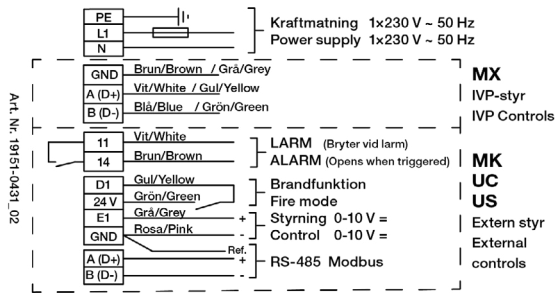 PE
L1
N
Kraftmatning 1×230 V ~ 50 Hz
Power supply 1×230 V ~ 50 Hz
GND Brun/Brown / Grå/Grey
A (D+) Vit/White / Gul/Yellow
B (D-) Blå/Blue / Grön/Green
MX
IVP-styr
IVP Controls
11 Vit/White
14 Brun/Brown
LARM (Bryter vid larm)
ALARM (Opens when triggered)
D1 Gul/Yellow
24 V Grön/Green
Brandfunktion
Fire mode
E1 Grå/Grey + Styrning 0-10 V =
GND Rosa/Pink - Control 0-10 V =
Ref.
A (D+) +
B (D-) -
RS-485 Modbus
MK
UC
US
Extern styr
External
controls
Art. Nr. 19151-0431_02